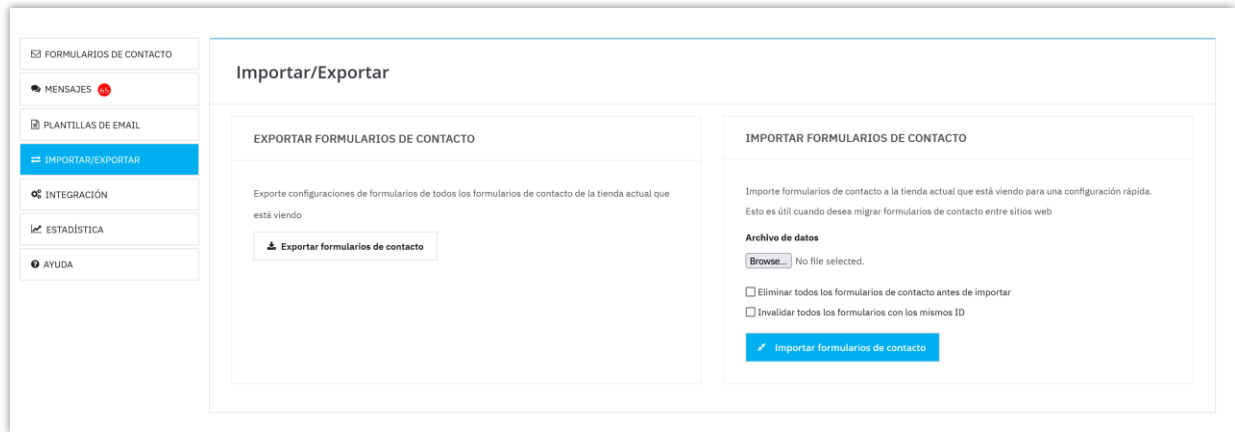 FORMULARIOS DE CONTACTO
MENSAJES 65
PLANTILLAS DE EMAIL
IMPORTAR/EXPORTAR
INTEGRACIÓN
ESTADÍSTICA
AYUDA
Importar/Exportar
EXPORTAR FORMULARIOS DE CONTACTO
Exporte configuraciones de formularios de todos los formularios de contacto de la tienda actual que
está viendo
Exportar formularios de contacto
IMPORTAR FORMULARIOS DE CONTACTO
Importe formularios de contacto a la tienda actual que está viendo para una configuración rápida.
Esto es útil cuando desea migrar formularios de contacto entre sitios web
Archivo de datos
Browse... No file selected.
Eliminar todos los formularios de contacto antes de importar
Invalidar todos los formularios con los mismos ID
Importar formularios de contacto